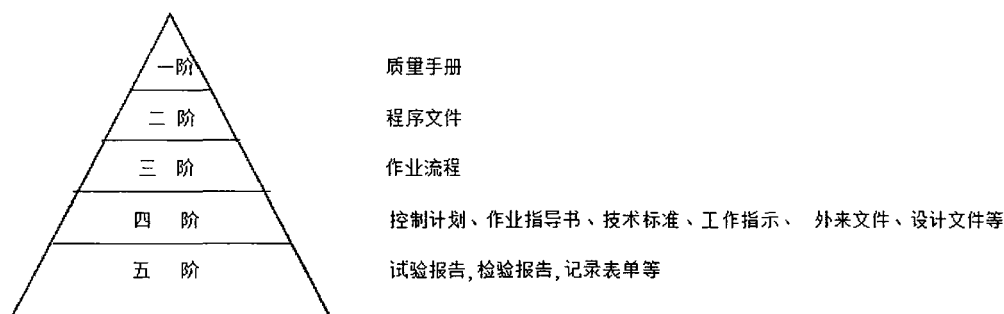 一阶 质量手册
二 阶 程序文件
三 阶 作业流程
四 阶 控制计划、作业指导书、技术标准、工作指示、 外来文件、设计文件等
五 阶 试验报告,检验报告,记录表单等